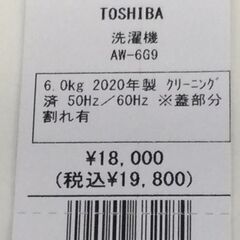 TOSHIBA
洗濯機
AW-6G9
6.0kg 2020年製 ｸﾘｰﾆﾝｸﾞ
済 50Hz／60Hz ※蓋部分
割れ有
¥18,000
(税込¥19,800)